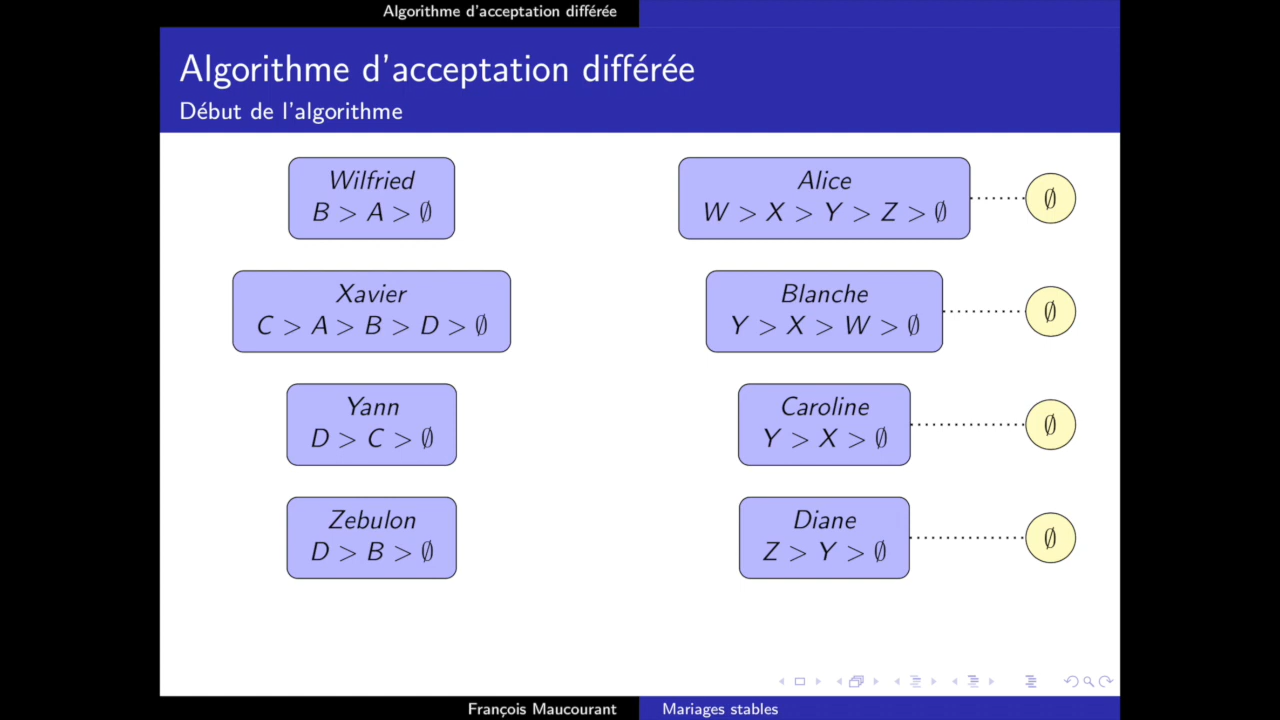 Algorithme d'acceptation différée
Algorithme d'acceptation différée
Début de l'algorithme
Wilfried
B > A > ∅
Alice
W > X > Y > Z > ∅
∅
Xavier
C > A > B > D > ∅
Blanche
Y > X > W > ∅
∅
Yann
D > C > ∅
Caroline
Y > X > ∅
∅
Zebulon
D > B > ∅
Diane
Z > Y > ∅
∅
François Maucourant
Mariages stables